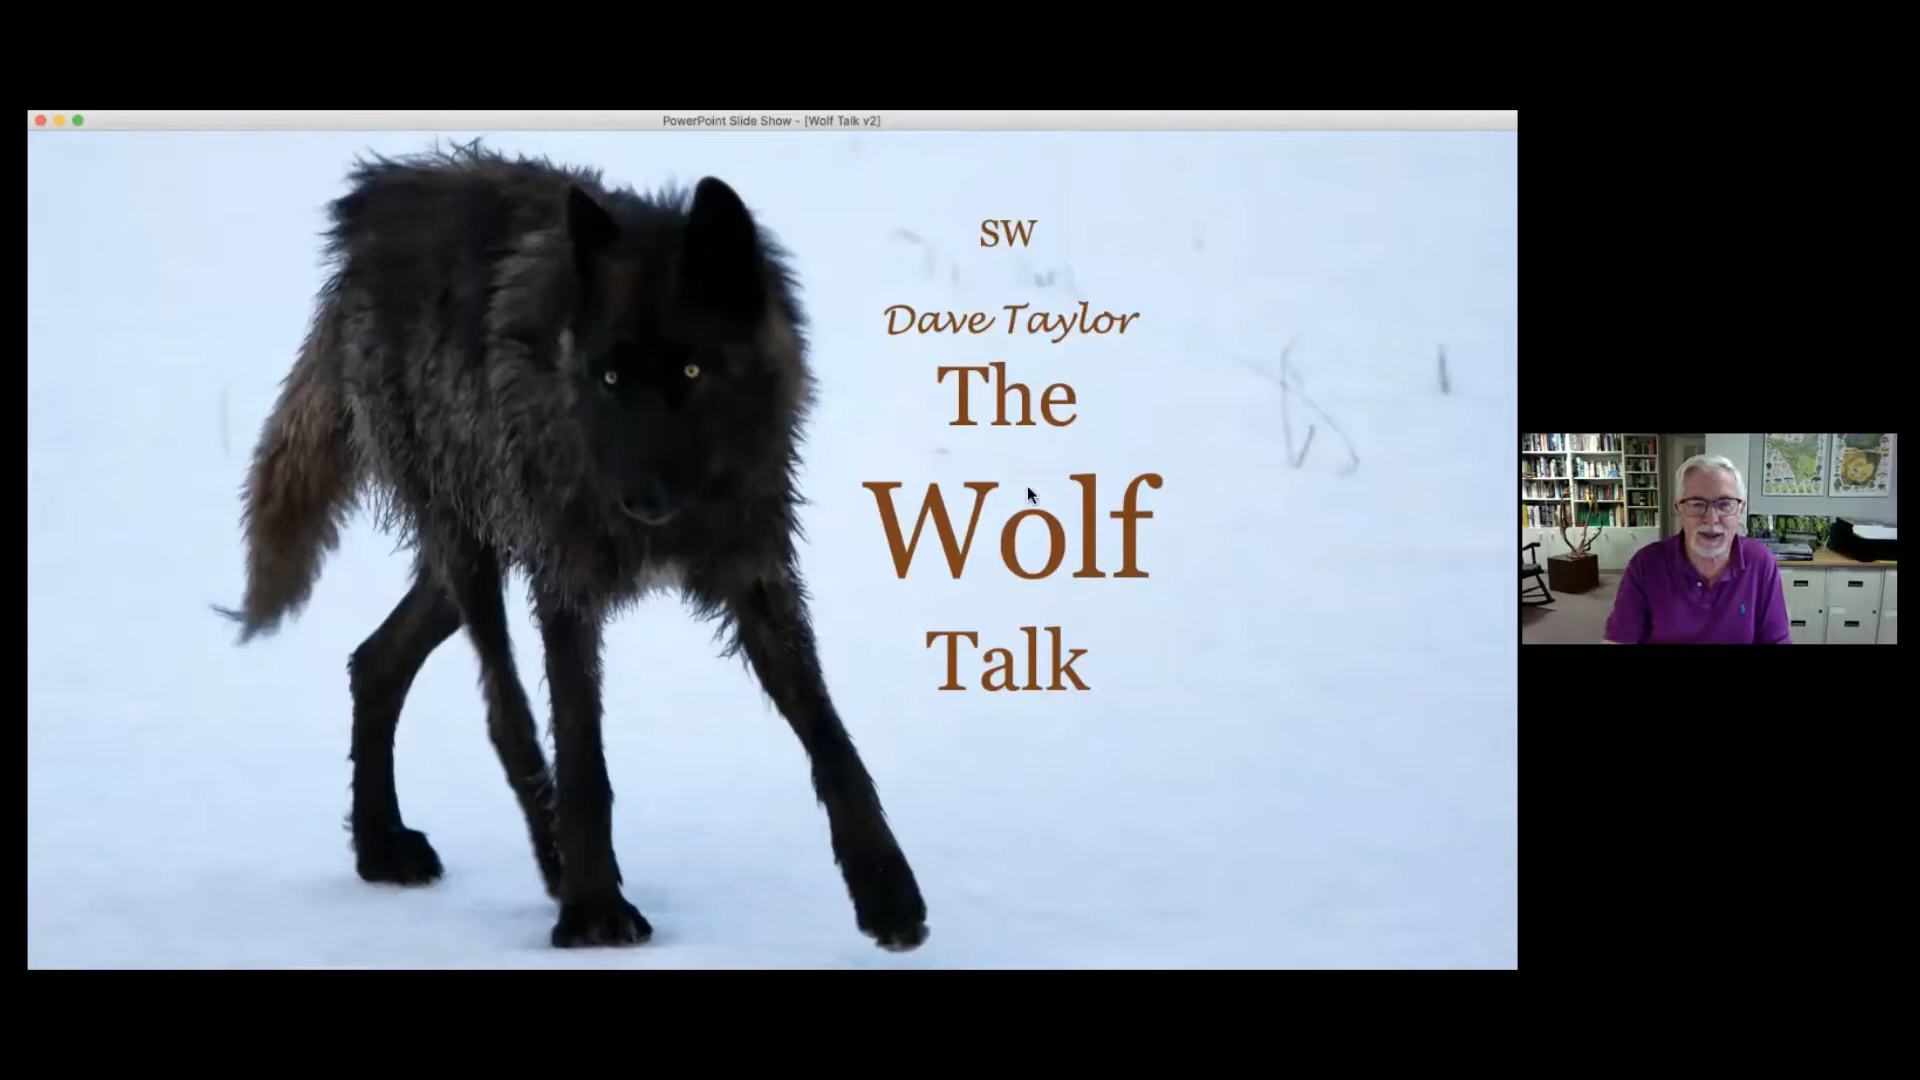 PowerPoint Slide Show - [Wolf Talk v2]
SW
Dave Taylor
The
Wolf
Talk